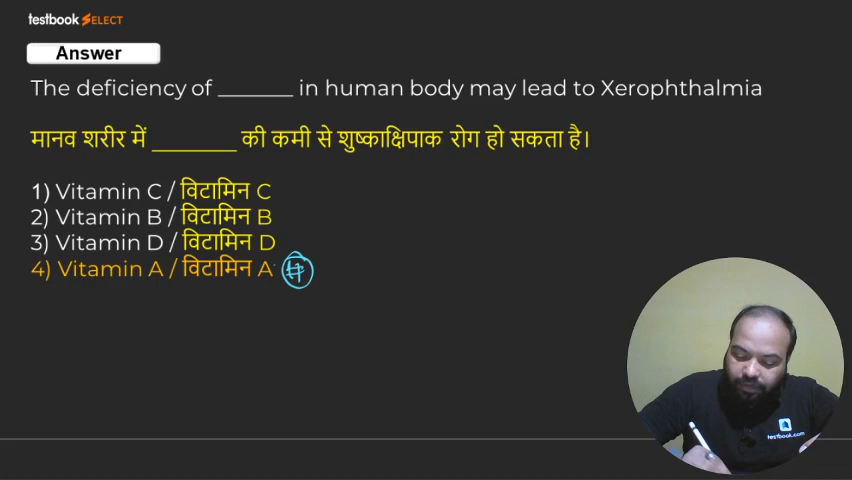 testbook SELECT
Answer
The deficiency of _______ in human body may lead to Xerophthalmia
मानव शरीर में ________ की कमी से शुष्काक्षिपाक रोग हो सकता है।
1) Vitamin C / विटामिन C
2) Vitamin B / विटामिन B
3) Vitamin D / विटामिन D
4) Vitamin A / विटामिन A
testbook.com